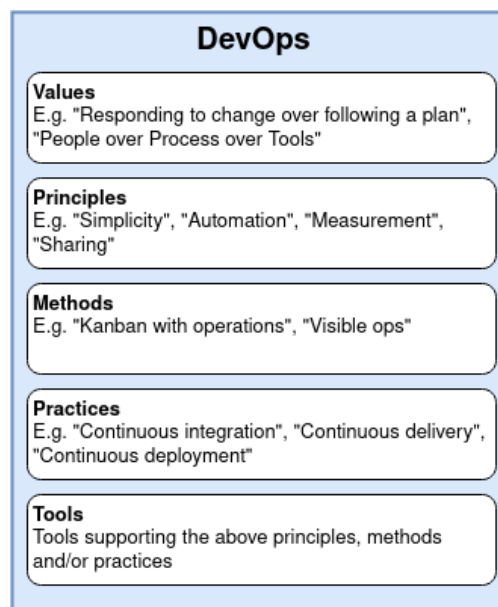 DevOps
Values
E.g. "Responding to change over following a plan",
"People over Process over Tools"
Principles
E.g. "Simplicity", "Automation", "Measurement",
"Sharing"
Methods
E.g. "Kanban with operations", "Visible ops"
Practices
E.g. "Continuous integration", "Continuous delivery",
"Continuous deployment"
Tools
Tools supporting the above principles, methods
and/or practices